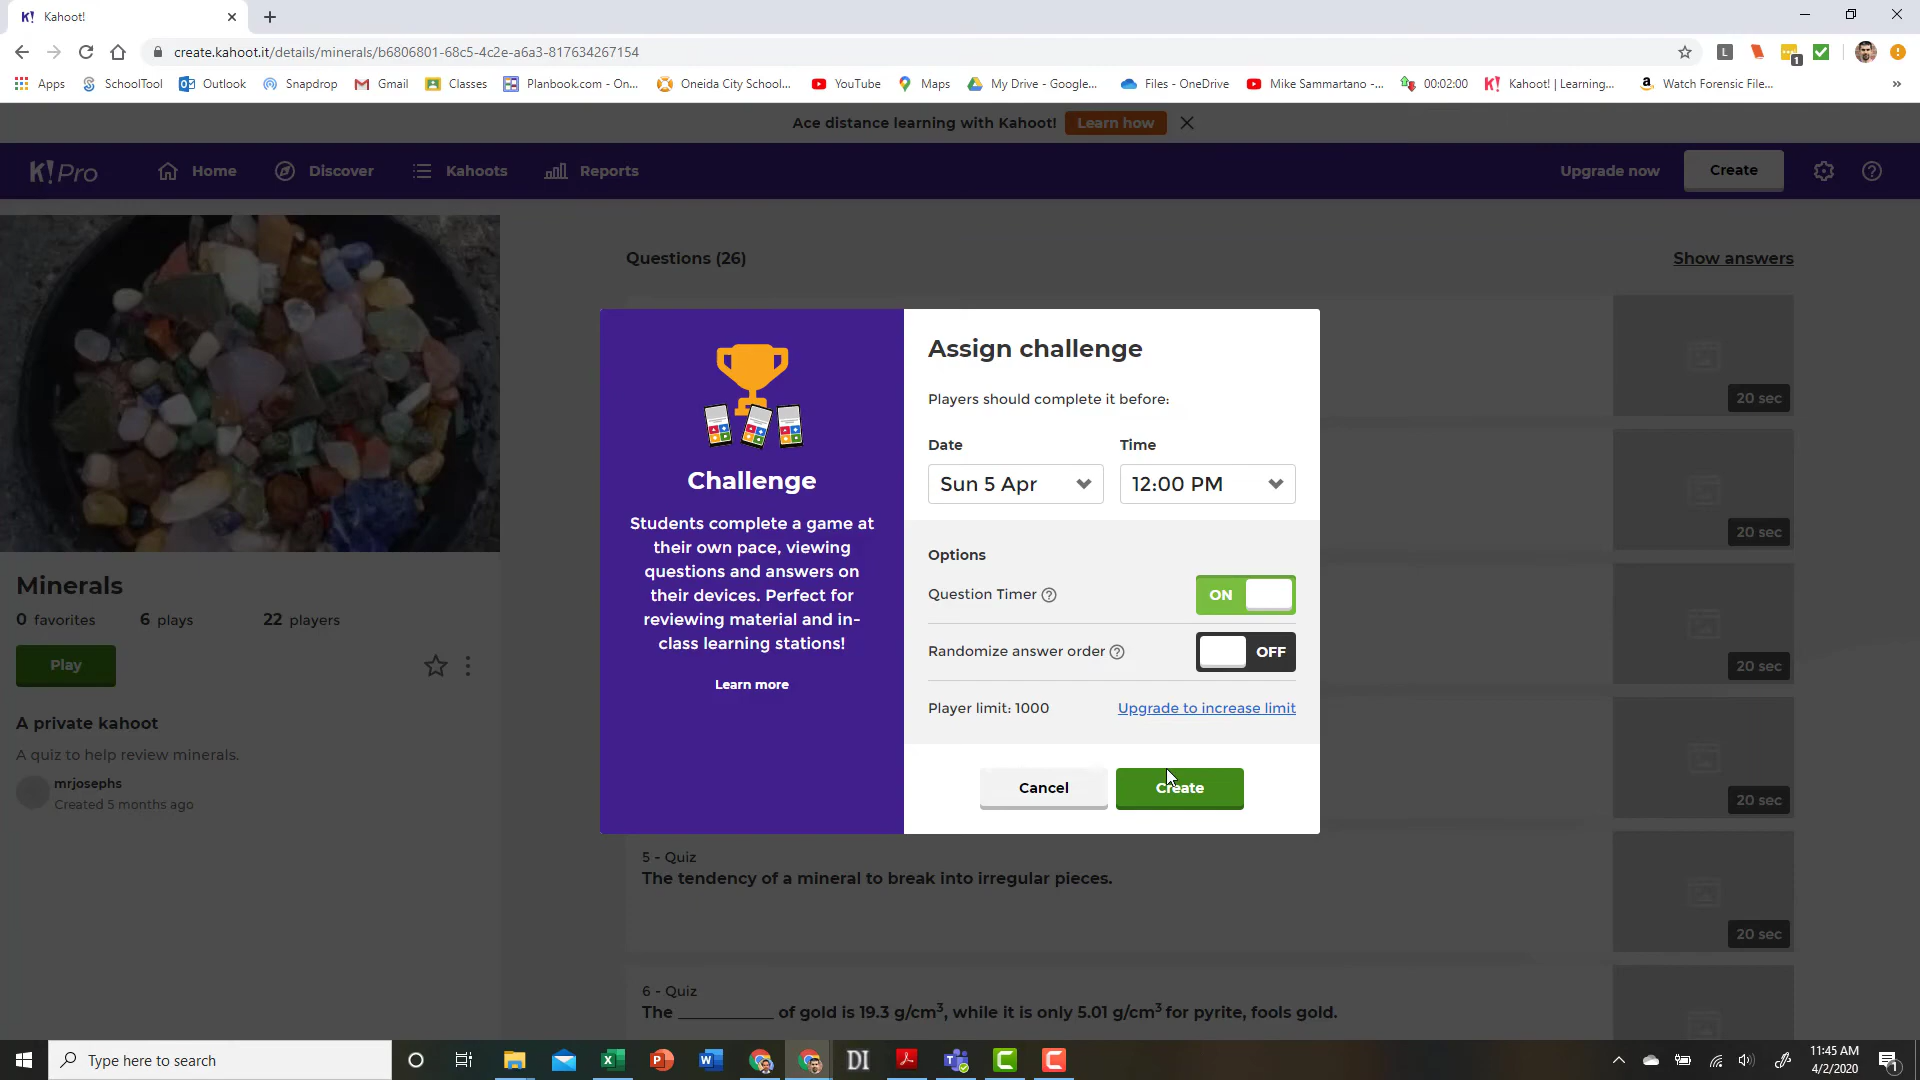 Kahoot!
create.kahoot.it/details/minerals/b6806801-68c5-4c2e-a6a3-817634267154
L
1
Apps
SchoolTool
Outlook
Snapdrop
Gmail
Classes
Planbook.com - On...
Oneida City School...
YouTube
Maps
My Drive - Google...
Files - OneDrive
Mike Sammartano -...
00:02:00
Kahoot! | Learning...
Watch Forensic File...
»
Ace distance learning with Kahoot! Learn how
K! Pro
Home
Discover
Kahoots
Reports
Upgrade now
Create
Questions (26)
Show answers
20 sec
20 sec
20 sec
20 sec
20 sec
Minerals
0 favorites 6 plays 22 players
Play
A private kahoot
A quiz to help review minerals.
mrjosephs
Created 5 months ago
Challenge
Students complete a game at
their own pace, viewing
questions and answers on
their devices. Perfect for
reviewing material and in-
class learning stations!
Learn more
Assign challenge
Players should complete it before:
Date Time
Sun 5 Apr 12:00 PM
Options
Question Timer ? ON
Randomize answer order ? OFF
Player limit: 1000 Upgrade to increase limit
Cancel Create
5 - Quiz
The tendency of a mineral to break into irregular pieces.
6 - Quiz
The ___________ of gold is 19.3 g/cm³, while it is only 5.01 g/cm³ for pyrite, fools gold.
Type here to search
DI
11:45 AM
4/2/2020
1